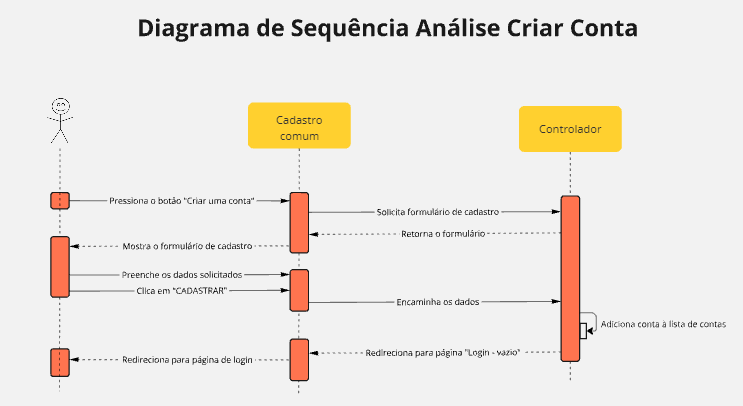 Diagrama de Sequência Análise Criar Conta
Cadastro
comum
Controlador
Pressiona o botão "Criar uma conta"
Solicita formulário de cadastro
Retorna o formulário
Mostra o formulário de cadastro
Preenche os dados solicitados
Clica em "CADASTRAR"
Encaminha os dados
Adiciona conta à lista de contas
Redireciona para página "Login - vazio"
Redireciona para página de login